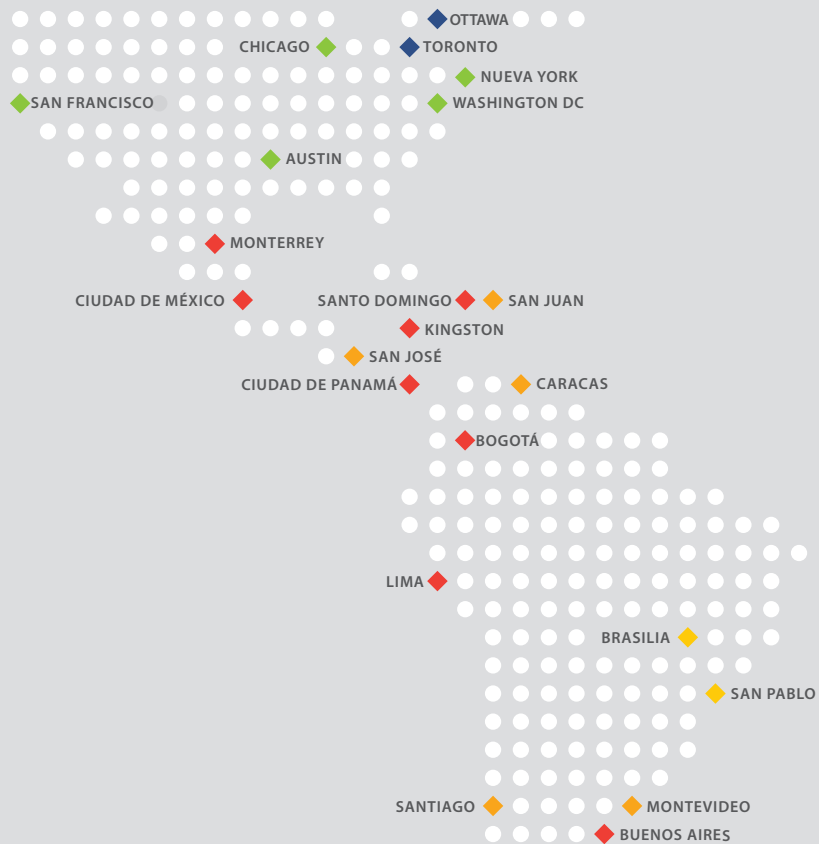 OTTAWA
CHICAGO
TORONTO
NUEVA YORK
SAN FRANCISCO
WASHINGTON DC
AUSTIN
MONTERREY
CIUDAD DE MÉXICO
SANTO DOMINGO
SAN JUAN
KINGSTON
SAN JOSÉ
CIUDAD DE PANAMÁ
CARACAS
BOGOTÁ
LIMA
BRASILIA
SAN PABLO
SANTIAGO
MONTEVIDEO
BUENOS AIRES